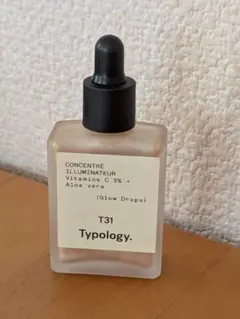 CONCENTRÉ
ILLUMINATEUR
Vitamine C 5% +
Aloe vera
(Glow Drops)
T31
Typology.